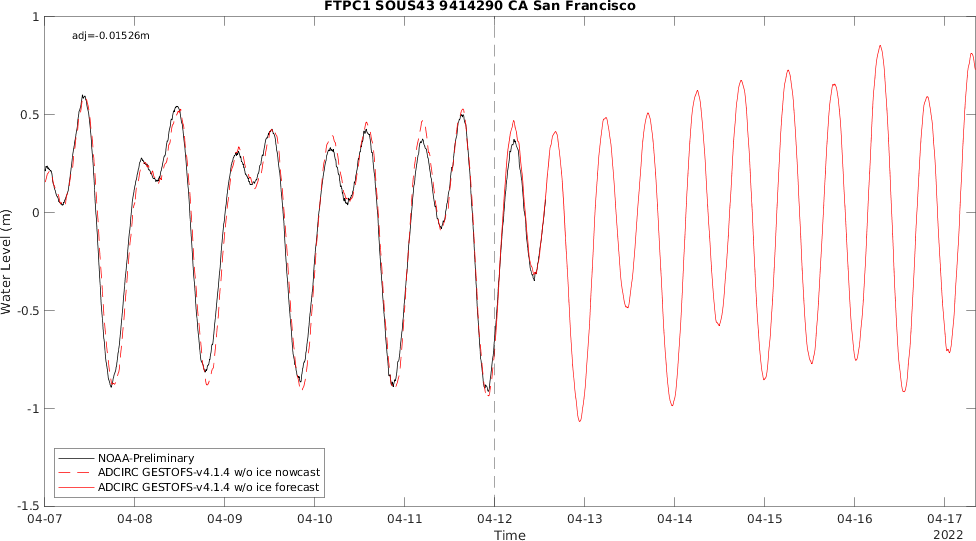 FTPC1 SOUS43 9414290 CA San Francisco
adj=-0.01526m
1
0.5
0
-0.5
-1
-1.5
Water Level (m)
NOAA-Preliminary
ADCIRC GESTOFS-v4.1.4 w/o ice nowcast
ADCIRC GESTOFS-v4.1.4 w/o ice forecast
04-07 04-08 04-09 04-10 04-11 04-12 04-13 04-14 04-15 04-16 04-17
Time
2022